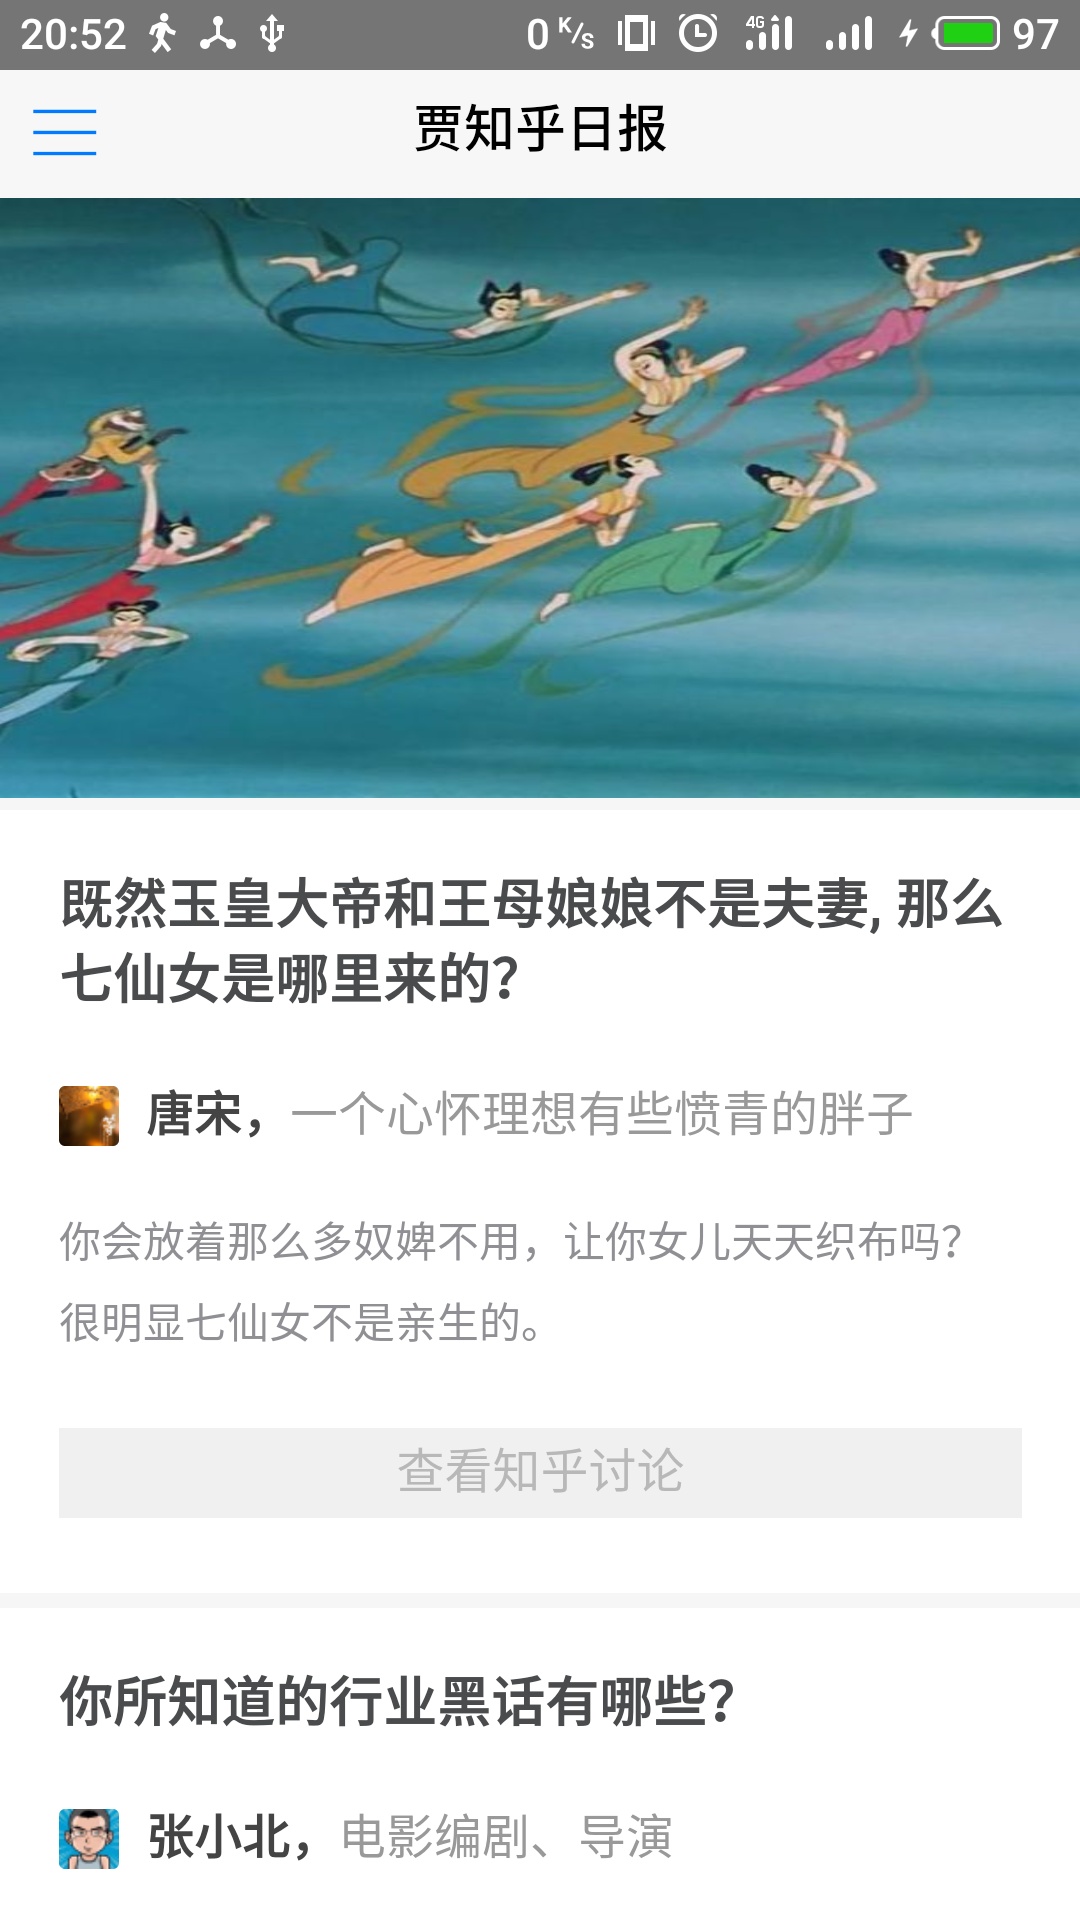 20:52
0 K/s 4G 97
贾知乎日报
既然玉皇大帝和王母娘娘不是夫妻, 那么
七仙女是哪里来的？
唐宋，一个心怀理想有些愤青的胖子
你会放着那么多奴婢不用，让你女儿天天织布吗？
很明显七仙女不是亲生的。
查看知乎讨论
你所知道的行业黑话有哪些？
张小北，电影编剧、导演